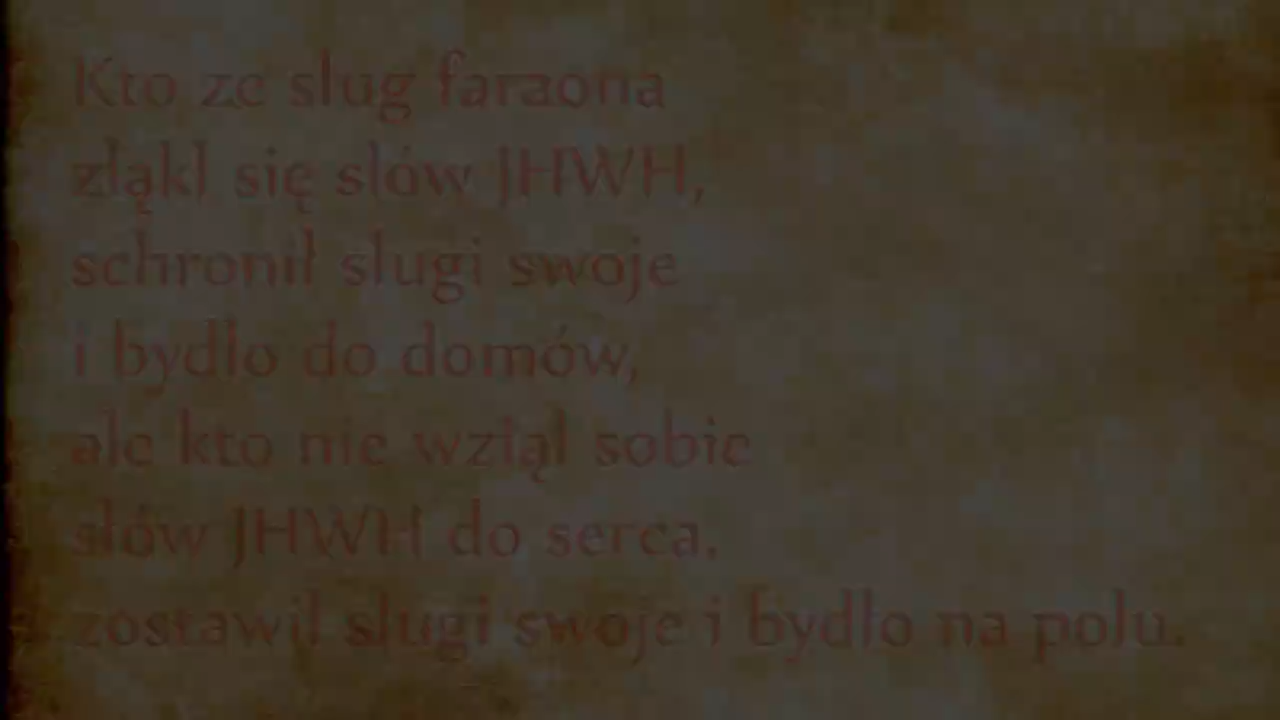 Kto ze sług faraona
zląkł się słów JHWH,
schronił sługi swoje
i bydło do domów,
ale kto nie wziął sobie
słów JHWH do serca,
zostawił sługi swoje i bydło na polu.